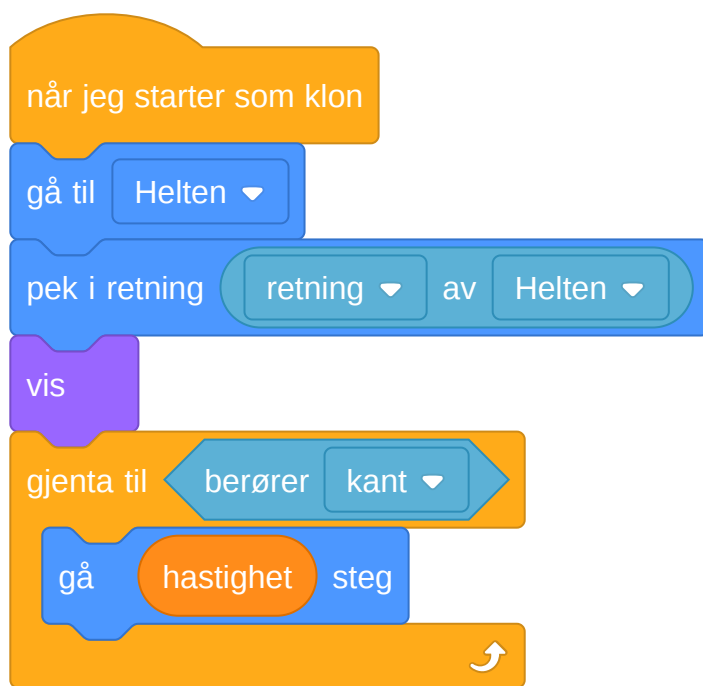 når jeg starter som klon
gå til Helten
pek i retning retning av Helten
vis
gjenta til berører kant
gå hastighet steg